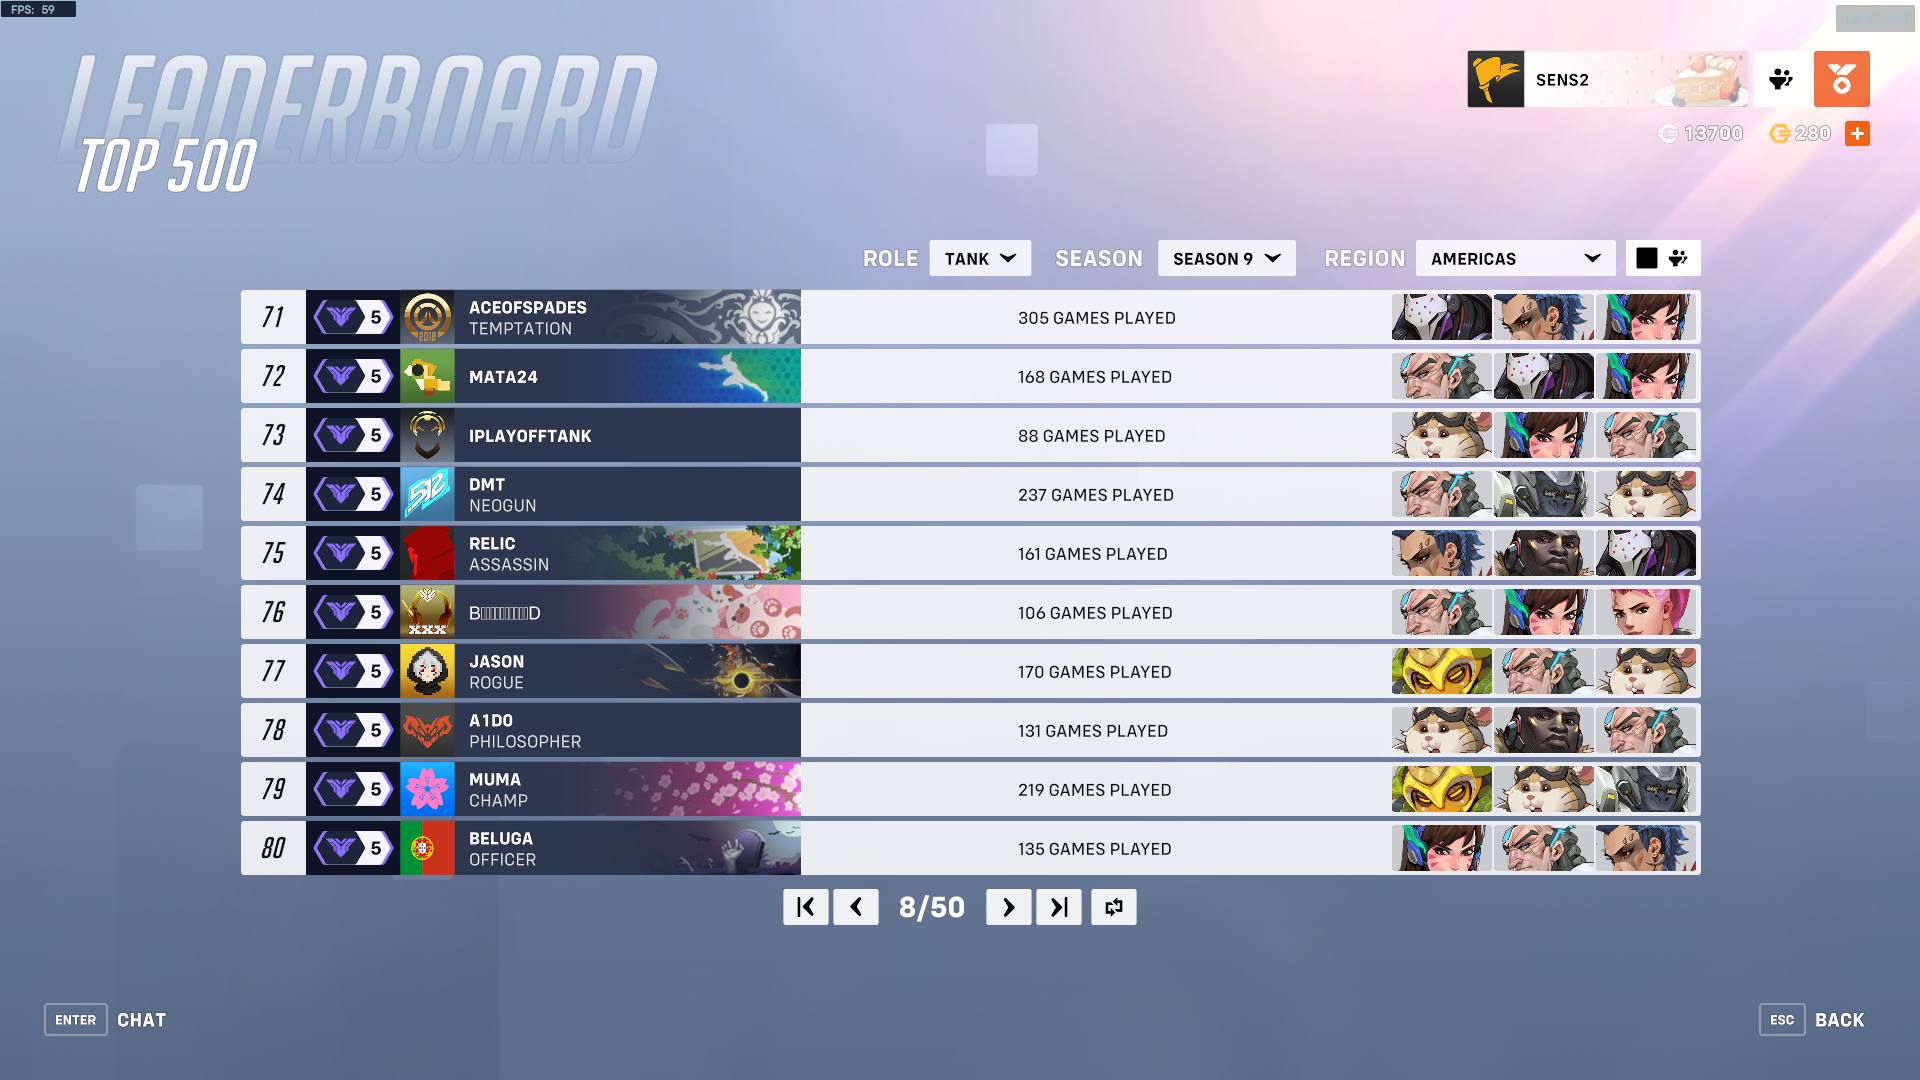 FPS: 59
LEADERBOARD
TOP 500
SENS2
13700 280
ROLE TANK SEASON SEASON 9 REGION AMERICAS
71 5 ACEOFSPADES 305 GAMES PLAYED
TEMPTATION
2018
72 5 MATA24 168 GAMES PLAYED
73 5 IPLAYOFFTANK 88 GAMES PLAYED
74 5 DMT 237 GAMES PLAYED
NEOGUN
512
75 5 RELIC 161 GAMES PLAYED
ASSASSIN
76 5 B▯▯▯▯▯▯▯▯▯D 106 GAMES PLAYED
XXX
77 5 JASON 170 GAMES PLAYED
ROGUE
78 5 A1DO 131 GAMES PLAYED
PHILOSOPHER
79 5 MUMA 219 GAMES PLAYED
CHAMP
80 5 BELUGA 135 GAMES PLAYED
OFFICER
8/50
ENTER CHAT
ESC BACK